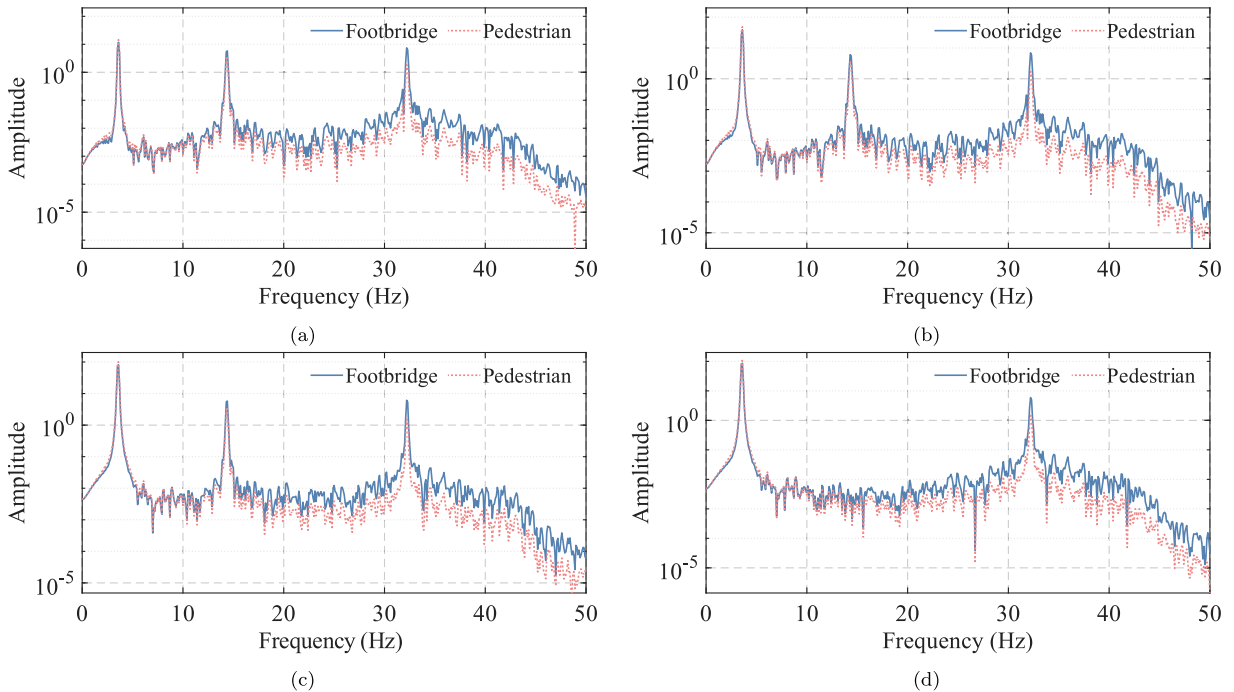 Footbridge Pedestrian
Amplitude
10^0
10^-5
0 10 20 30 40 50
Frequency (Hz)
(a)
Footbridge Pedestrian
Amplitude
10^0
10^-5
0 10 20 30 40 50
Frequency (Hz)
(b)
Footbridge Pedestrian
Amplitude
10^0
10^-5
0 10 20 30 40 50
Frequency (Hz)
(c)
Footbridge Pedestrian
Amplitude
10^0
10^-5
0 10 20 30 40 50
Frequency (Hz)
(d)